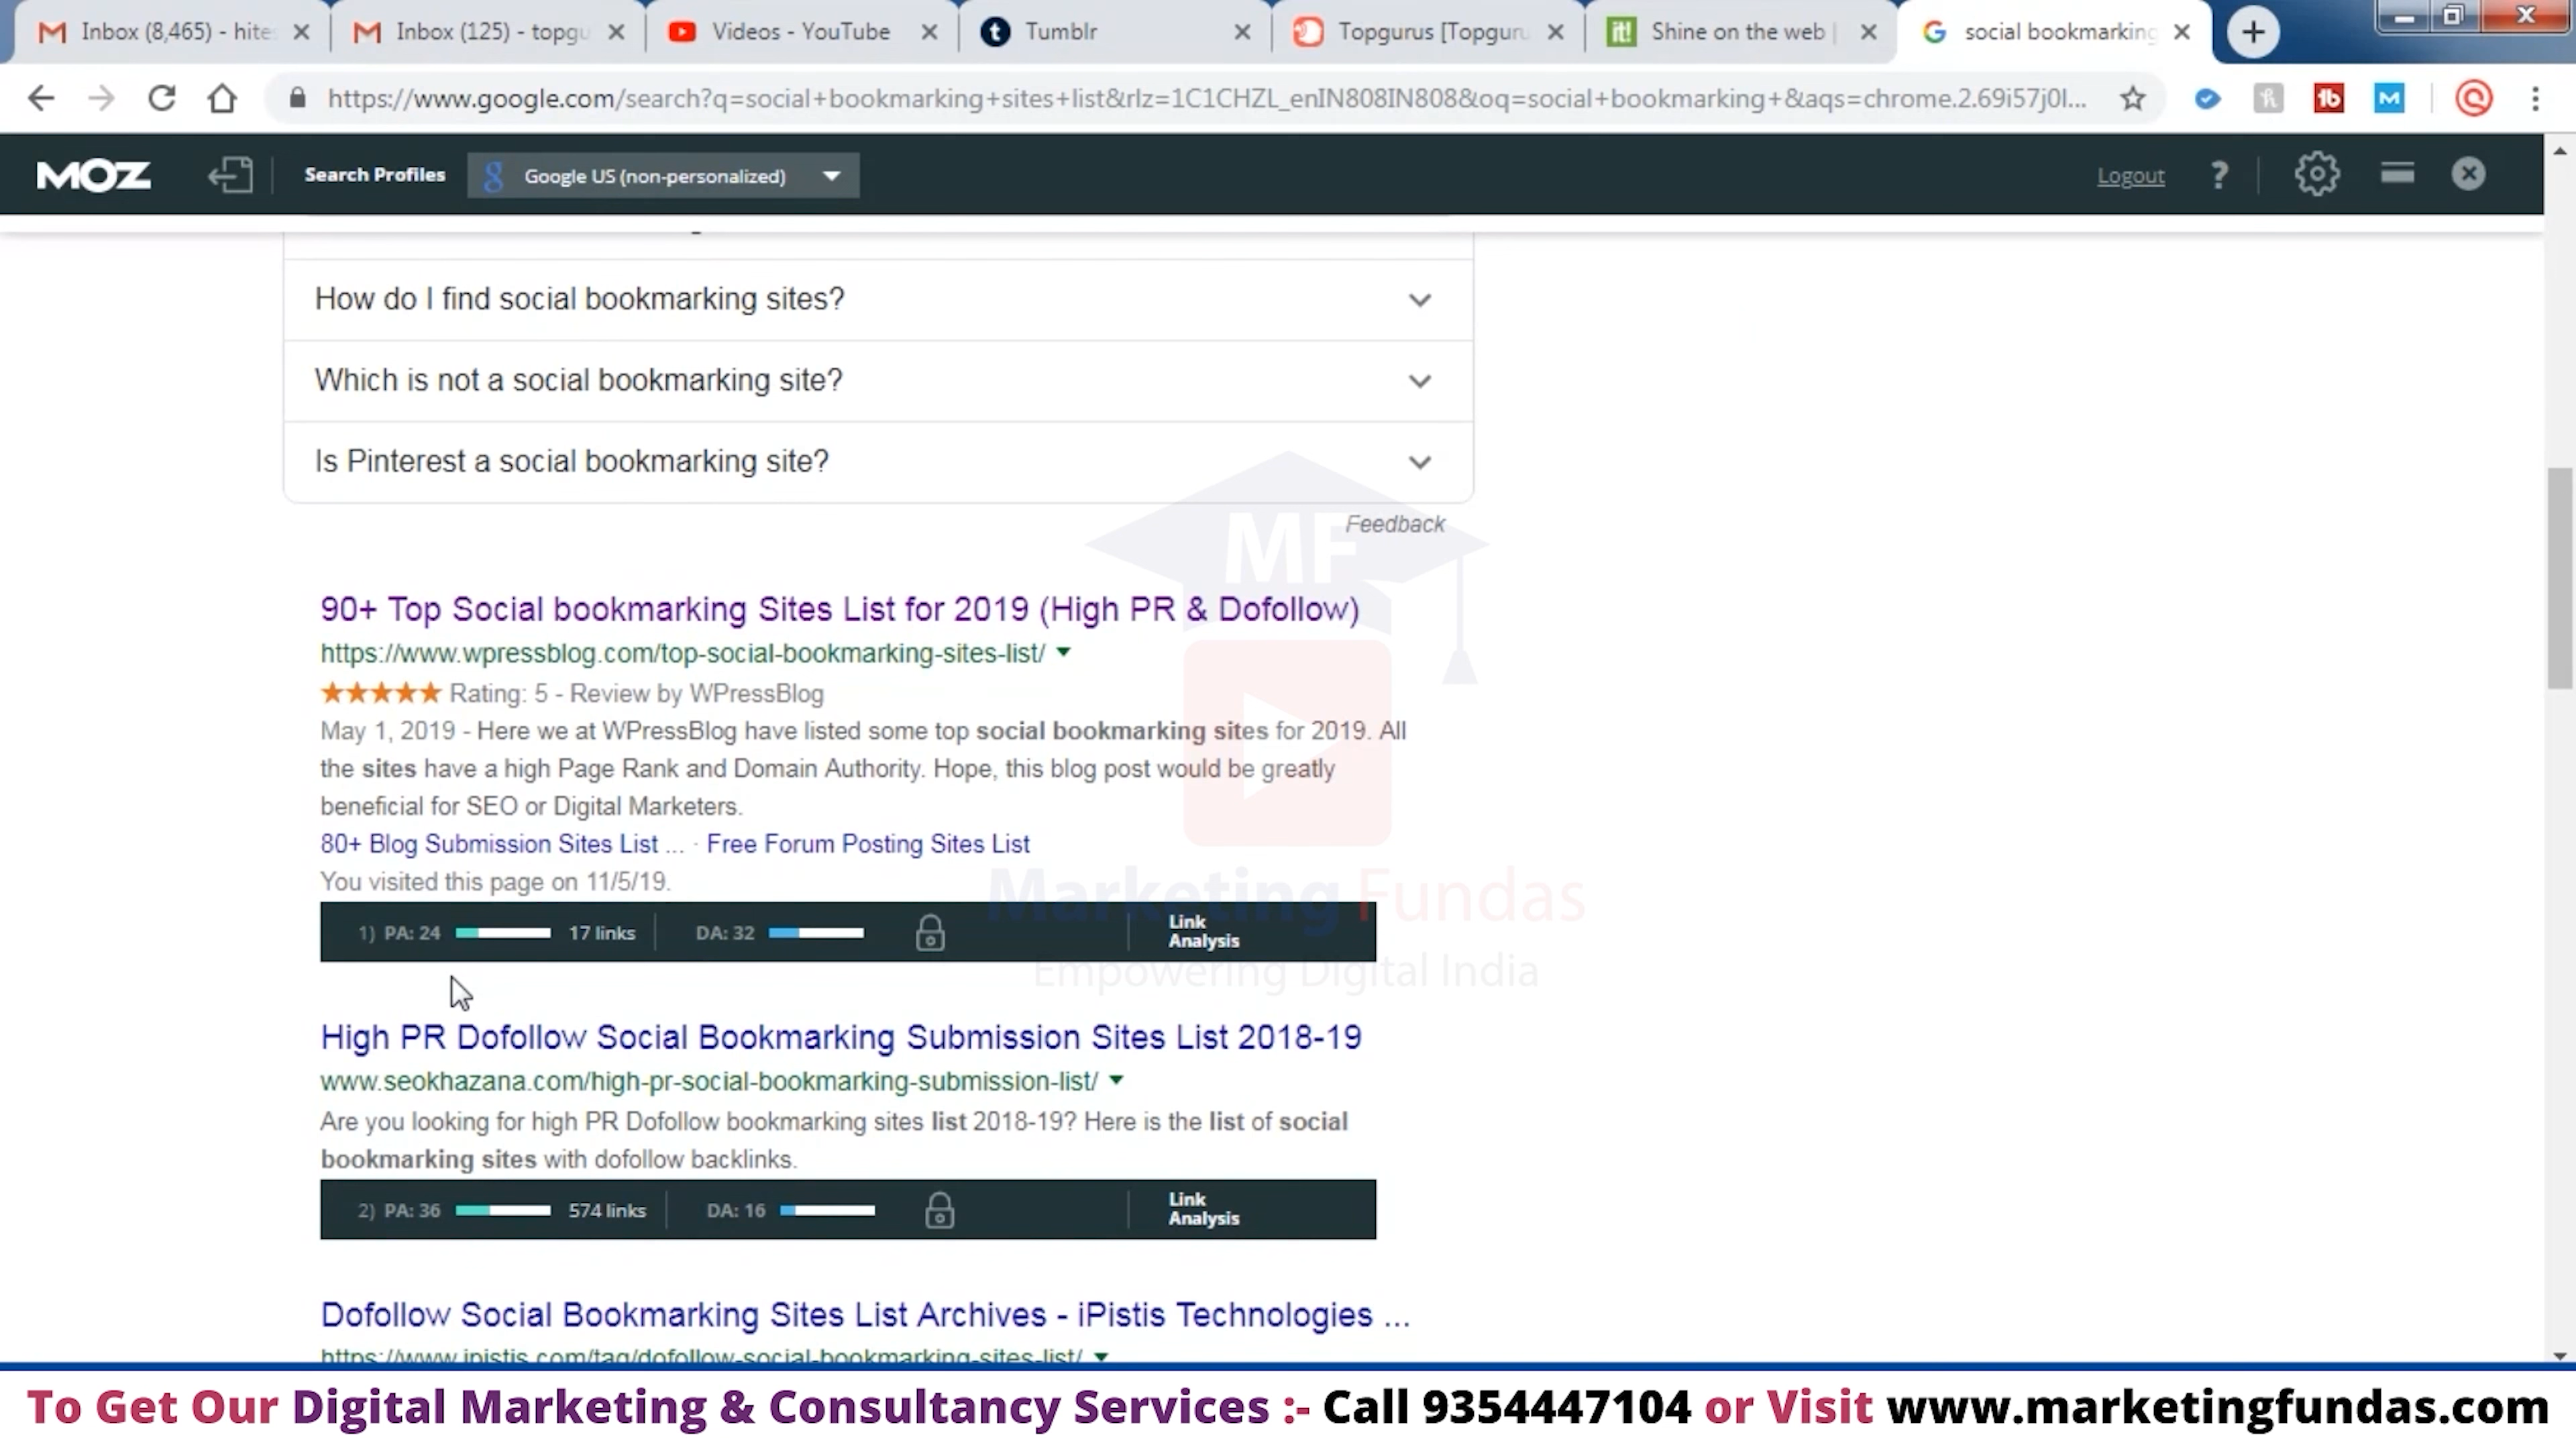 Inbox (8,465) - hite
Inbox (125) - topgu
Videos - YouTube
Tumblr
Topgurus [Topguru
Shine on the web |
social bookmarking
https://www.google.com/search?q=social+bookmarking+sites+list&rlz=1C1CHZL_enIN808IN808&oq=social+bookmarking+&aqs=chrome.2.69i57j0l...
MOZ
Search Profiles
Google US (non-personalized)
Logout
?
How do I find social bookmarking sites?
Which is not a social bookmarking site?
Is Pinterest a social bookmarking site?
Feedback
MF
90+ Top Social bookmarking Sites List for 2019 (High PR & Dofollow)
https://www.wpressblog.com/top-social-bookmarking-sites-list/
Rating: 5 - Review by WPressBlog
May 1, 2019 - Here we at WPressBlog have listed some top social bookmarking sites for 2019. All
the sites have a high Page Rank and Domain Authority. Hope, this blog post would be greatly
beneficial for SEO or Digital Marketers.
80+ Blog Submission Sites List ... · Free Forum Posting Sites List
You visited this page on 11/5/19.
Marketing Fundas
1) PA: 24 17 links DA: 32 Link Analysis
Empowering Digital India
High PR Dofollow Social Bookmarking Submission Sites List 2018-19
www.seokhazana.com/high-pr-social-bookmarking-submission-list/
Are you looking for high PR Dofollow bookmarking sites list 2018-19? Here is the list of social
bookmarking sites with dofollow backlinks.
2) PA: 36 574 links DA: 16 Link Analysis
Dofollow Social Bookmarking Sites List Archives - iPistis Technologies ...
https://www.ipistis.com/tag/dofollow-social-bookmarking-sites-list/
To Get Our Digital Marketing & Consultancy Services :- Call 9354447104 or Visit www.marketingfundas.com